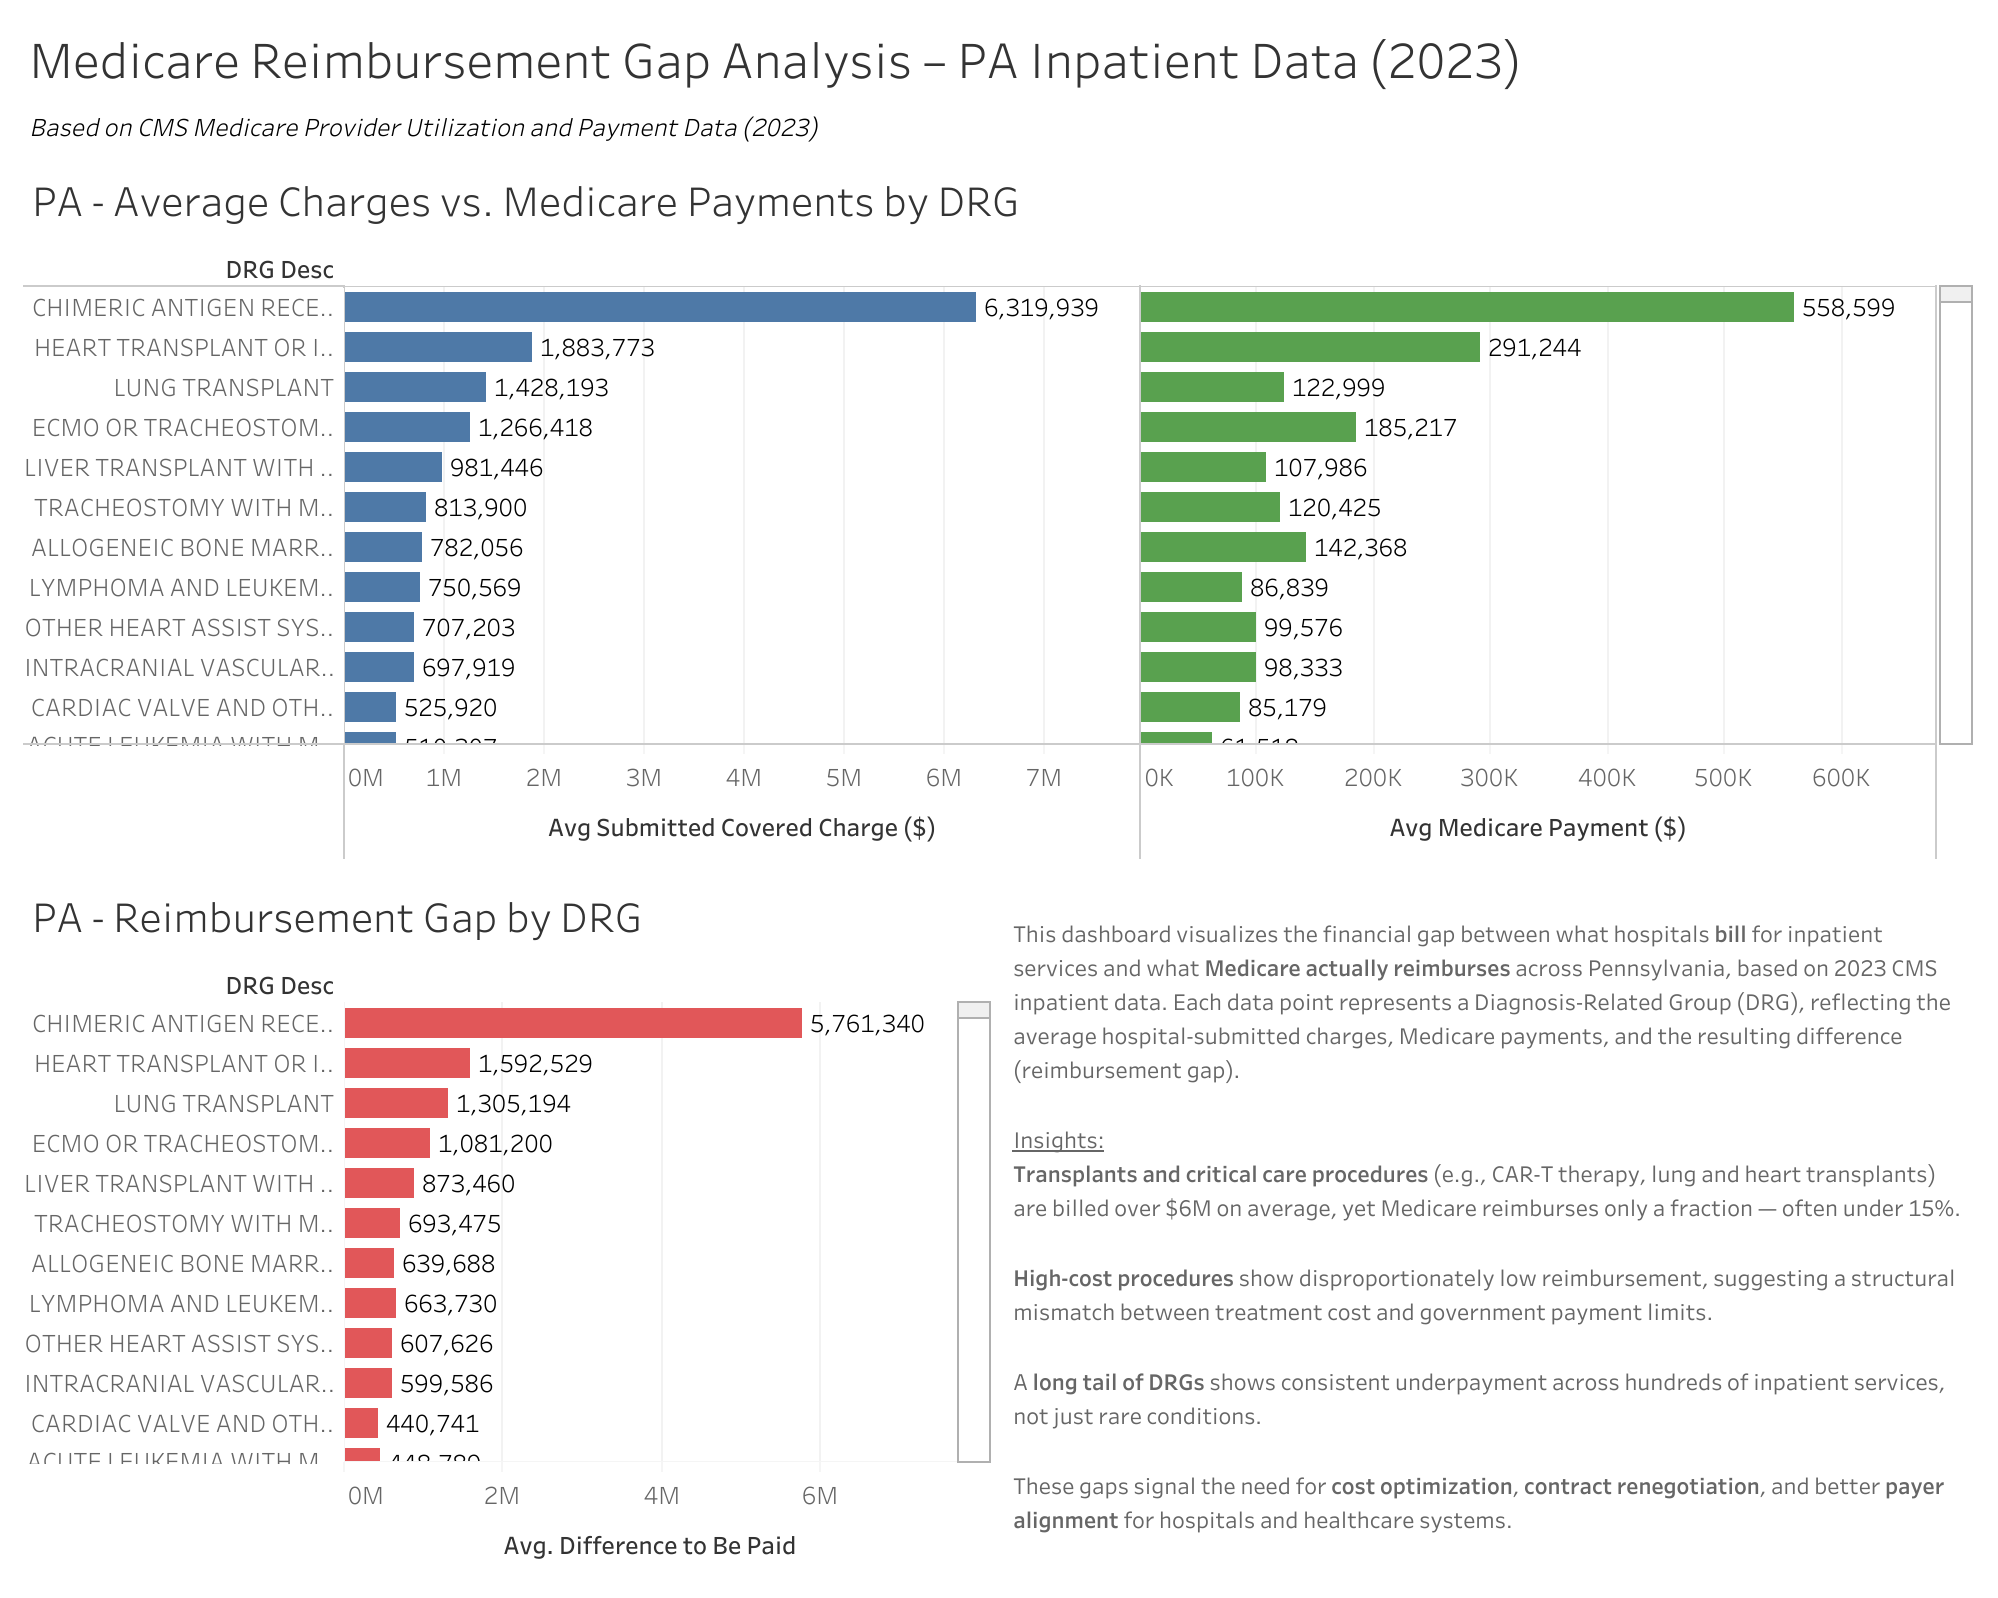 Medicare Reimbursement Gap Analysis – PA Inpatient Data (2023)
Based on CMS Medicare Provider Utilization and Payment Data (2023)
PA - Average Charges vs. Medicare Payments by DRG
DRG Desc
CHIMERIC ANTIGEN RECE.. 6,319,939 558,599
HEART TRANSPLANT OR I.. 1,883,773 291,244
LUNG TRANSPLANT 1,428,193 122,999
ECMO OR TRACHEOSTOM.. 1,266,418 185,217
LIVER TRANSPLANT WITH .. 981,446 107,986
TRACHEOSTOMY WITH M.. 813,900 120,425
ALLOGENEIC BONE MARR.. 782,056 142,368
LYMPHOMA AND LEUKEM.. 750,569 86,839
OTHER HEART ASSIST SYS.. 707,203 99,576
INTRACRANIAL VASCULAR.. 697,919 98,333
CARDIAC VALVE AND OTH.. 525,920 85,179
ACUTE LEUKEMIA WITH M..
0M 1M 2M 3M 4M 5M 6M 7M 0K 100K 200K 300K 400K 500K 600K
Avg Submitted Covered Charge ($) Avg Medicare Payment ($)
PA - Reimbursement Gap by DRG
DRG Desc
CHIMERIC ANTIGEN RECE.. 5,761,340
HEART TRANSPLANT OR I.. 1,592,529
LUNG TRANSPLANT 1,305,194
ECMO OR TRACHEOSTOM.. 1,081,200
LIVER TRANSPLANT WITH .. 873,460
TRACHEOSTOMY WITH M.. 693,475
ALLOGENEIC BONE MARR.. 639,688
LYMPHOMA AND LEUKEM.. 663,730
OTHER HEART ASSIST SYS.. 607,626
INTRACRANIAL VASCULAR.. 599,586
CARDIAC VALVE AND OTH.. 440,741
ACUTE LEUKEMIA WITH M..
0M 2M 4M 6M
Avg. Difference to Be Paid
This dashboard visualizes the financial gap between what hospitals bill for inpatient
services and what Medicare actually reimburses across Pennsylvania, based on 2023 CMS
inpatient data. Each data point represents a Diagnosis-Related Group (DRG), reflecting the
average hospital-submitted charges, Medicare payments, and the resulting difference
(reimbursement gap).
Insights:
Transplants and critical care procedures (e.g., CAR-T therapy, lung and heart transplants)
are billed over $6M on average, yet Medicare reimburses only a fraction — often under 15%.
High-cost procedures show disproportionately low reimbursement, suggesting a structural
mismatch between treatment cost and government payment limits.
A long tail of DRGs shows consistent underpayment across hundreds of inpatient services,
not just rare conditions.
These gaps signal the need for cost optimization, contract renegotiation, and better payer
alignment for hospitals and healthcare systems.